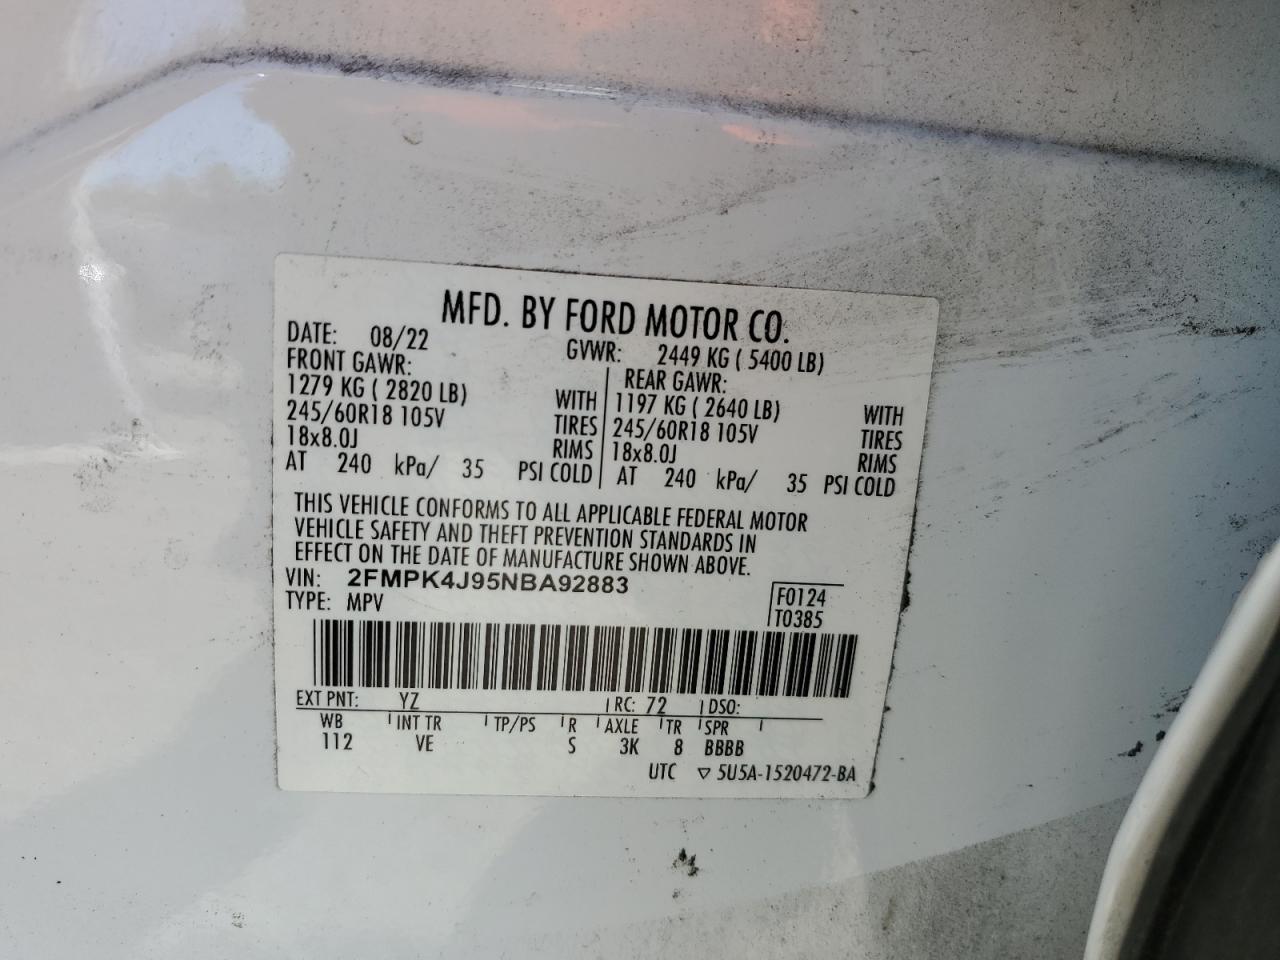 MFD. BY FORD MOTOR CO.
DATE: 08/22 GVWR: 2449 KG ( 5400 LB)
FRONT GAWR: REAR GAWR:
1279 KG ( 2820 LB) WITH 1197 KG ( 2640 LB) WITH
245/60R18 105V TIRES 245/60R18 105V TIRES
18x8.0J RIMS 18x8.0J RIMS
AT 240 kPa/ 35 PSI COLD AT 240 kPa/ 35 PSI COLD
THIS VEHICLE CONFORMS TO ALL APPLICABLE FEDERAL MOTOR
VEHICLE SAFETY AND THEFT PREVENTION STANDARDS IN
EFFECT ON THE DATE OF MANUFACTURE SHOWN ABOVE.
VIN: 2FMPK4J95NBA92883 F0124
TYPE: MPV T0385
EXT PNT: YZ RC: 72 DSO:
WB INT TR TP/PS R AXLE TR SPR
112 VE S 3K 8 BBBB
UTC ▽ 5U5A-1520472-BA